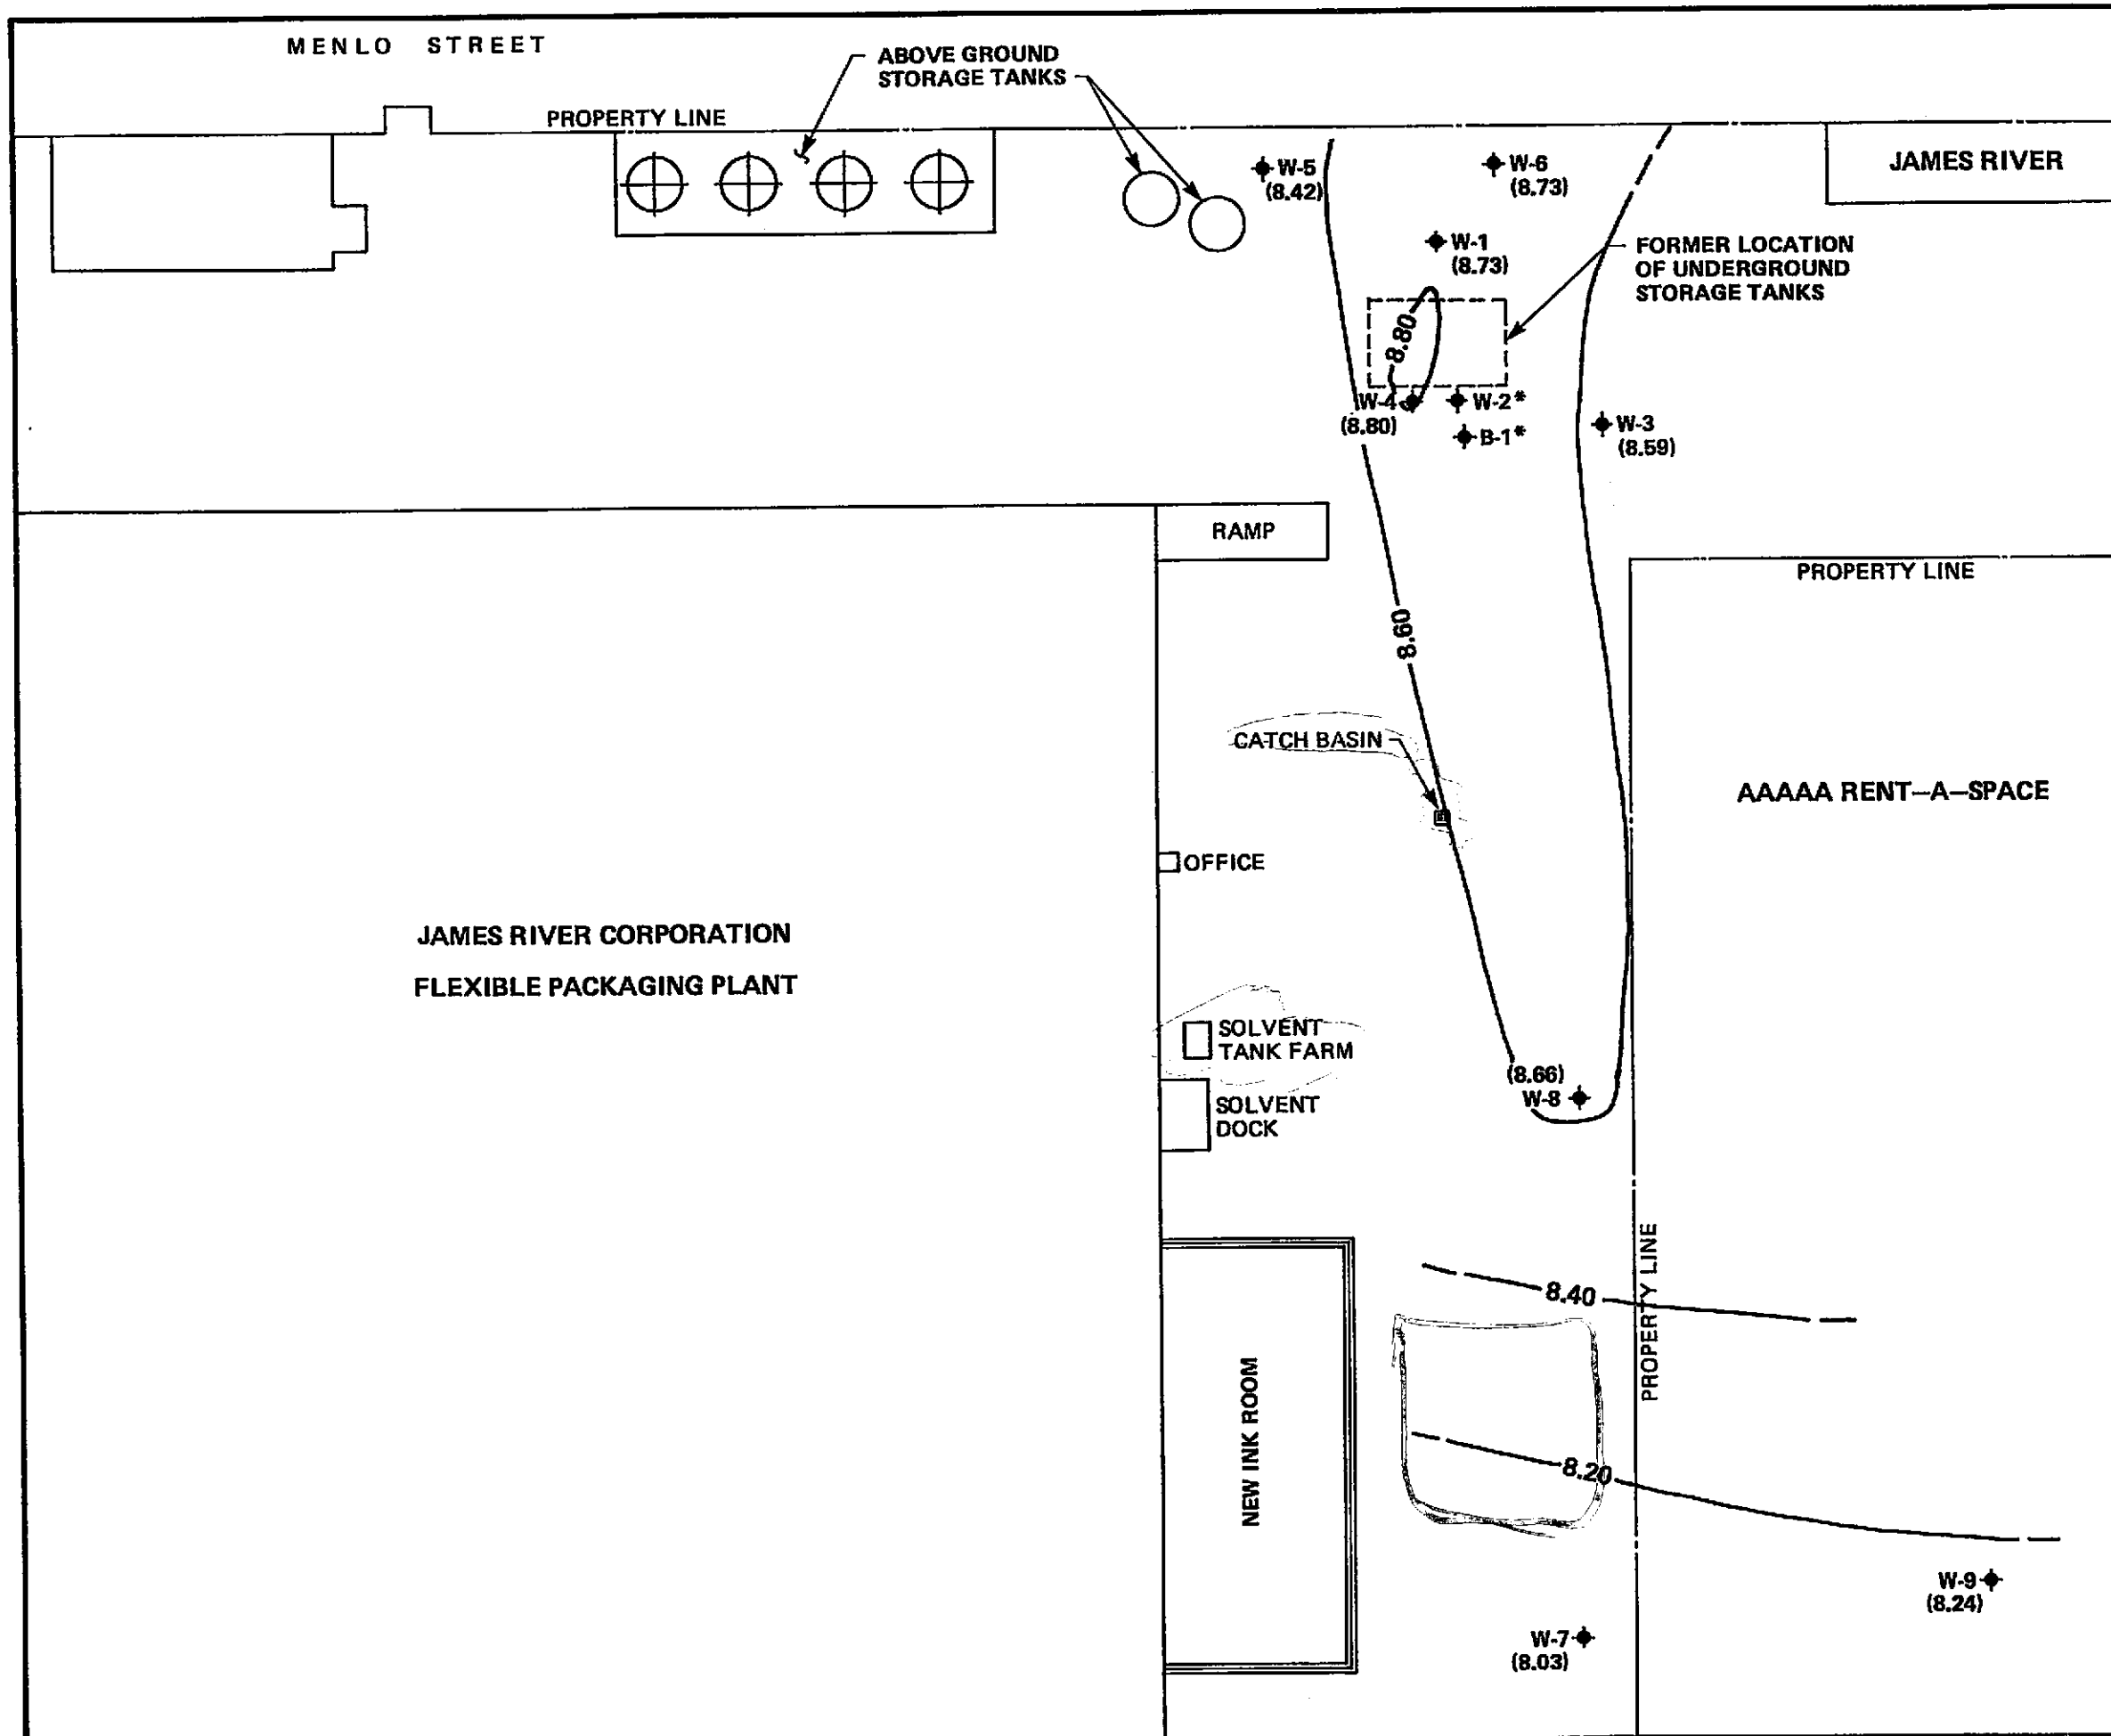 MENLO STREET
ABOVE GROUND
STORAGE TANKS
PROPERTY LINE
W-5
(8.42)
W-6
(8.73)
JAMES RIVER
W-1
(8.73)
FORMER LOCATION
OF UNDERGROUND
STORAGE TANKS
8.80
W-4
(8.80)
W-2*
B-1*
W-3
(8.59)
RAMP
PROPERTY LINE
8.60
CATCH BASIN
AAAAA RENT-A-SPACE
OFFICE
JAMES RIVER CORPORATION
FLEXIBLE PACKAGING PLANT
SOLVENT
TANK FARM
(8.66)
W-8
SOLVENT
DOCK
PROPERTY LINE
8.40
NEW INK ROOM
8.20
W-9
(8.24)
W-7
(8.03)